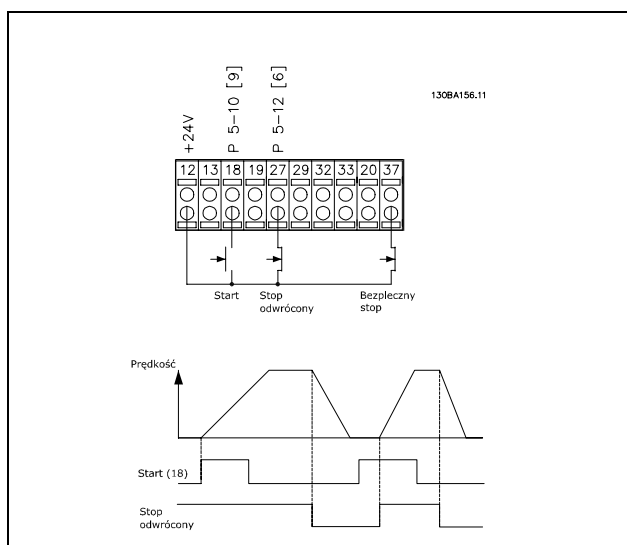 130BA156.11
+24V
P 5-10 [9]
P 5-12 [6]
12 13 18 19 27 29 32 33 20 37
Start
Stop
odwrócony
Bezpleczny
stop
Prędkość
Start (18)
Stop
odwrócony